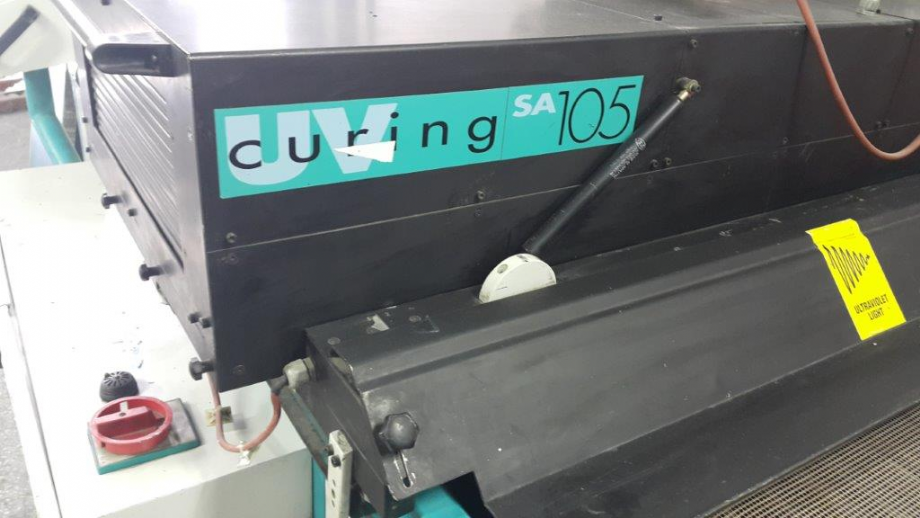 UV curing SA 105
ULTRAVIOLET
LIGHT